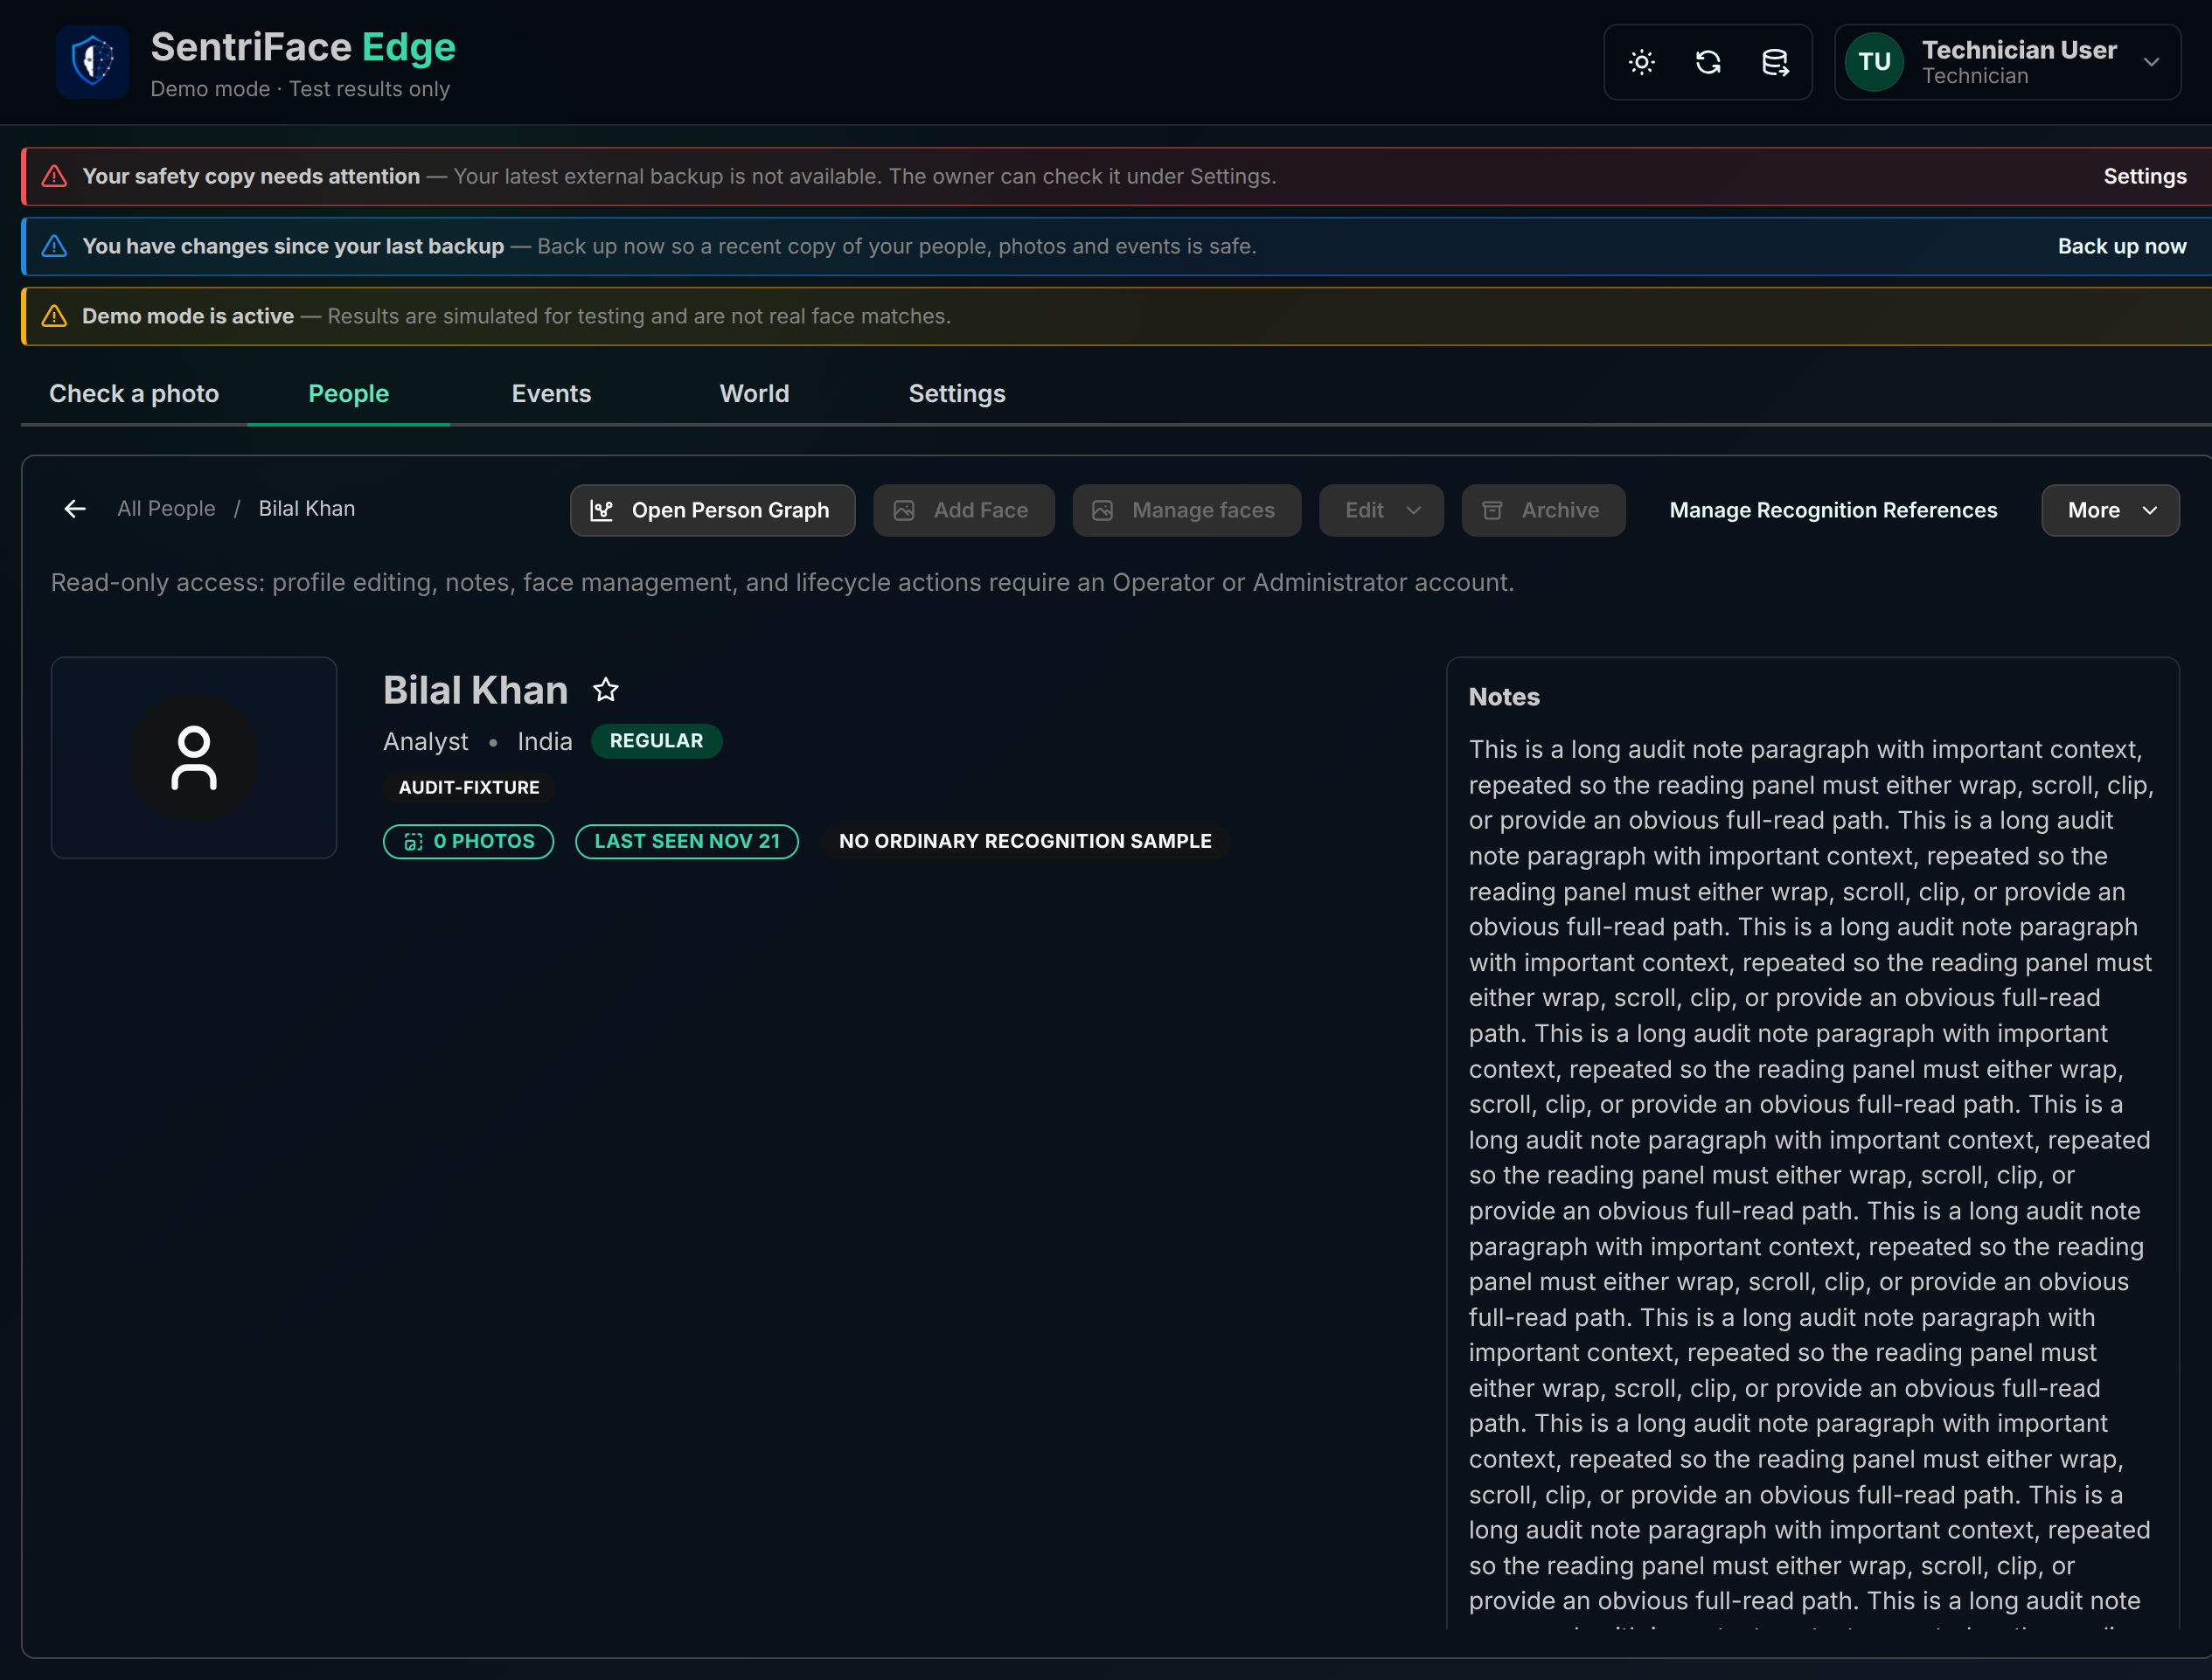 SentriFace Edge
Demo mode · Test results only
TU
Technician User
Technician
Your safety copy needs attention — Your latest external backup is not available. The owner can check it under Settings.
Settings
You have changes since your last backup — Back up now so a recent copy of your people, photos and events is safe.
Back up now
Demo mode is active — Results are simulated for testing and are not real face matches.
Check a photo
People
Events
World
Settings
All People / Bilal Khan
Open Person Graph
Add Face
Manage faces
Edit
Archive
Manage Recognition References
More
Read-only access: profile editing, notes, face management, and lifecycle actions require an Operator or Administrator account.
Bilal Khan
Analyst • India
REGULAR
AUDIT-FIXTURE
0 PHOTOS
LAST SEEN NOV 21
NO ORDINARY RECOGNITION SAMPLE
Notes
This is a long audit note paragraph with important context,
repeated so the reading panel must either wrap, scroll, clip,
or provide an obvious full-read path. This is a long audit
note paragraph with important context, repeated so the
reading panel must either wrap, scroll, clip, or provide an
obvious full-read path. This is a long audit note paragraph
with important context, repeated so the reading panel must
either wrap, scroll, clip, or provide an obvious full-read
path. This is a long audit note paragraph with important
context, repeated so the reading panel must either wrap,
scroll, clip, or provide an obvious full-read path. This is a
long audit note paragraph with important context, repeated
so the reading panel must either wrap, scroll, clip, or
provide an obvious full-read path. This is a long audit note
paragraph with important context, repeated so the reading
panel must either wrap, scroll, clip, or provide an obvious
full-read path. This is a long audit note paragraph with
important context, repeated so the reading panel must
either wrap, scroll, clip, or provide an obvious full-read
path. This is a long audit note paragraph with important
context, repeated so the reading panel must either wrap,
scroll, clip, or provide an obvious full-read path. This is a
long audit note paragraph with important context, repeated
so the reading panel must either wrap, scroll, clip, or
provide an obvious full-read path. This is a long audit note